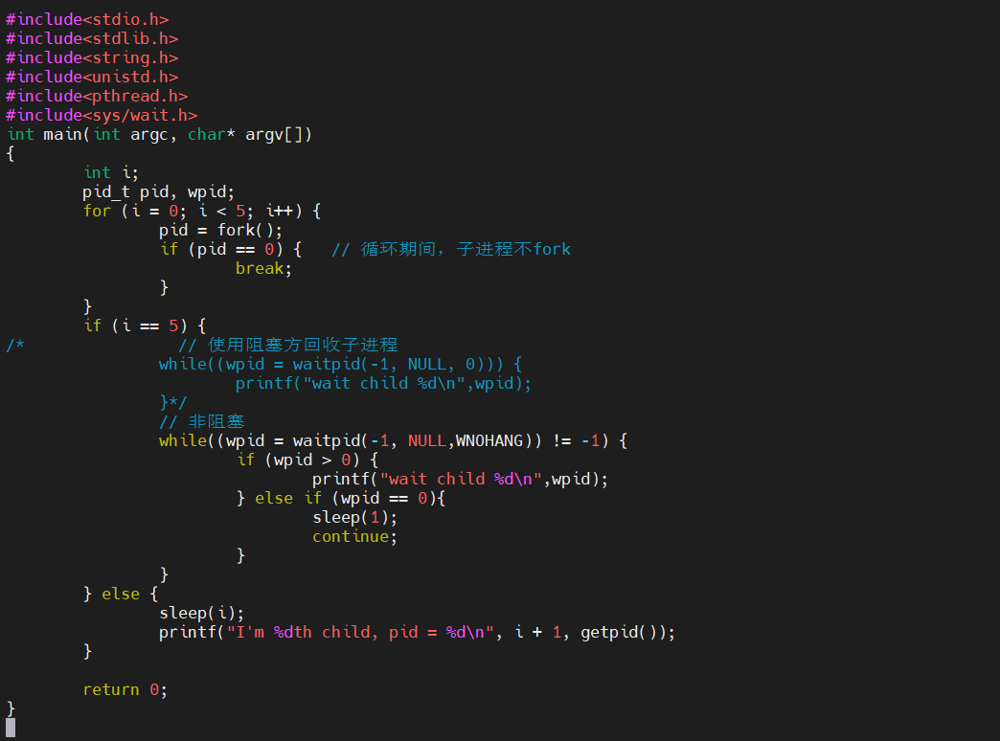 #include<stdio.h>
#include<stdlib.h>
#include<string.h>
#include<unistd.h>
#include<pthread.h>
#include<sys/wait.h>
int main(int argc, char* argv[])
{
        int i;
        pid_t pid, wpid;
        for (i = 0; i < 5; i++) {
                pid = fork();
                if (pid == 0) {   // 循环期间, 子进程不fork
                        break;
                }
        }
        if (i == 5) {
/*                // 使用阻塞方回收子进程
                while((wpid = waitpid(-1, NULL, 0))) {
                        printf("wait child %d\n",wpid);
                }*/
                // 非阻塞
                while((wpid = waitpid(-1, NULL,WNOHANG)) != -1) {
                        if (wpid > 0) {
                                printf("wait child %d\n",wpid);
                        } else if (wpid == 0){
                                sleep(1);
                                continue;
                        }
                }
        } else {
                sleep(i);
                printf("I'm %dth child, pid = %d\n", i + 1, getpid());
        }
        return 0;
}